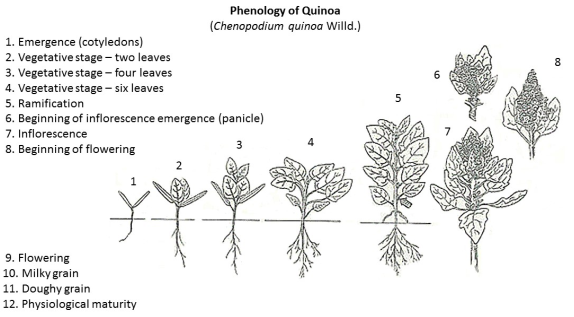 Phenology of Quinoa
(Chenopodium quinoa Willd.)
1. Emergence (cotyledons)
2. Vegetative stage – two leaves
3. Vegetative stage – four leaves
4. Vegetative stage – six leaves
5. Ramification
6. Beginning of inflorescence emergence (panicle)
7. Inflorescence
8. Beginning of flowering
1
2
3
4
5
6
7
8
9. Flowering
10. Milky grain
11. Doughy grain
12. Physiological maturity